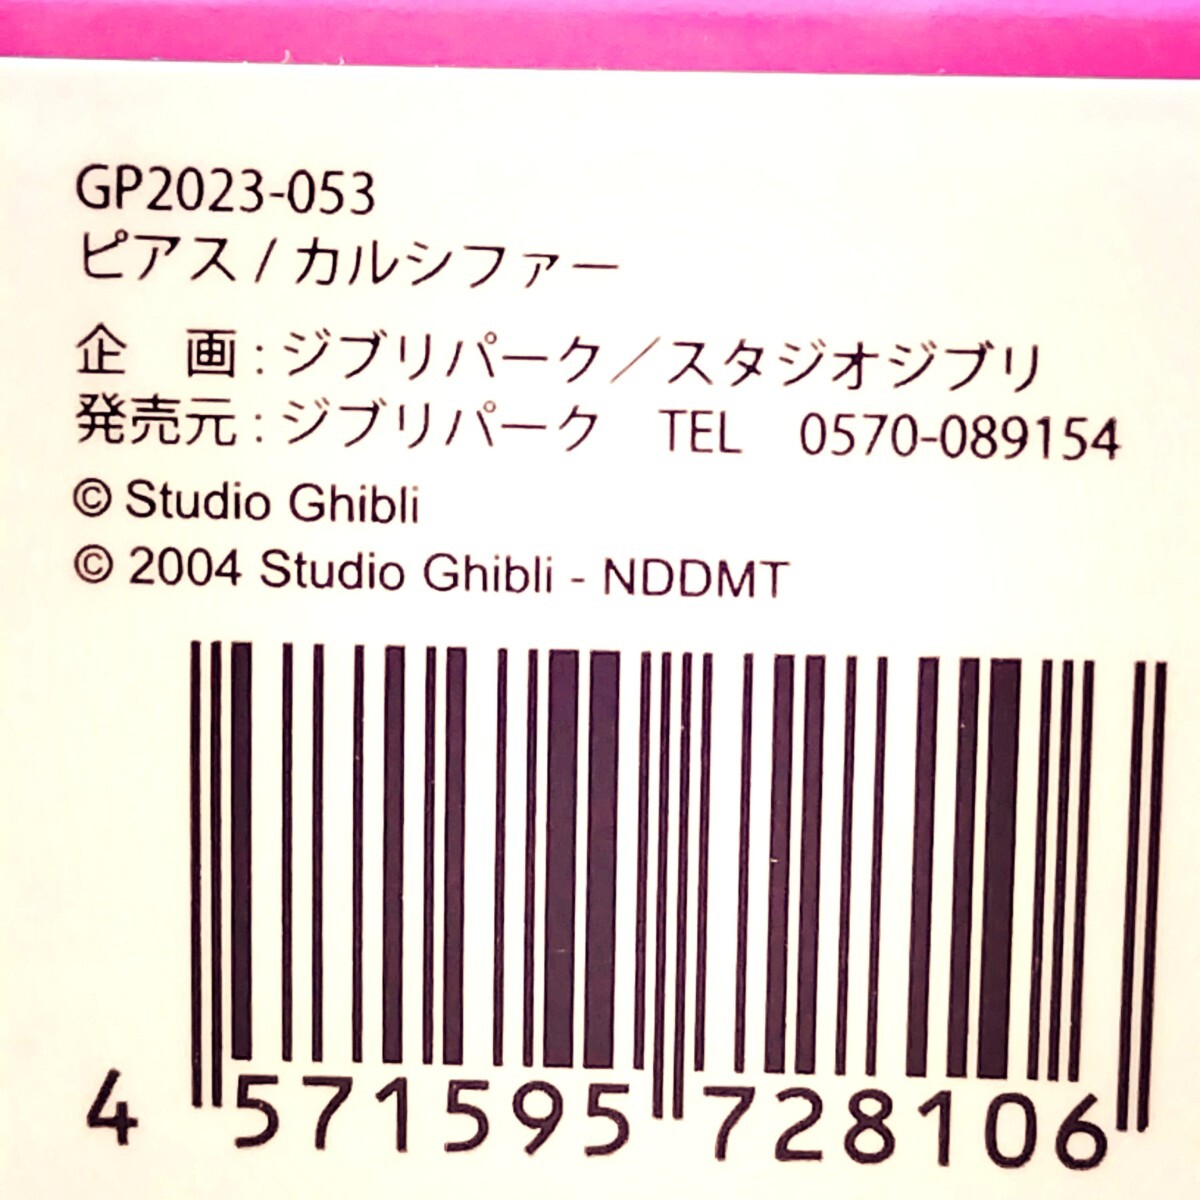 GP2023-053
ピアス / カルシファー
企　画 : ジブリパーク／スタジオジブリ
発売元 : ジブリパーク　TEL　0570-089154
© Studio Ghibli
© 2004 Studio Ghibli - NDDMT
4 571595 728106